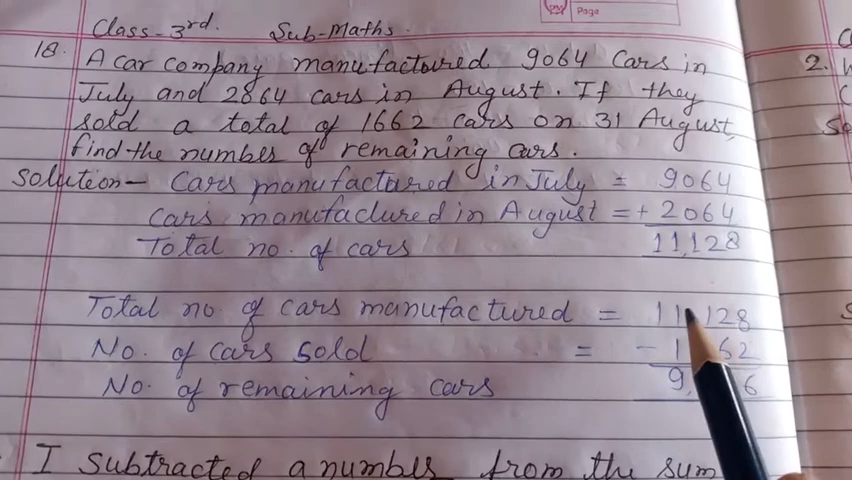 Page
Class - 3rd. Sub - Maths.
18. A car company manufactured 9064 cars in
July and 2864 cars in August. If they
sold a total of 1662 cars on 31 August,
find the number of remaining cars.
Solution - Cars manufactured in July = 9064
Cars manufactured in August = + 2064
Total no. of cars 11,128
Total no. of cars manufactured = 11,128
No. of cars sold = - 1 62
No. of remaining cars 9, 6
I subtracted a number from the sum
2.